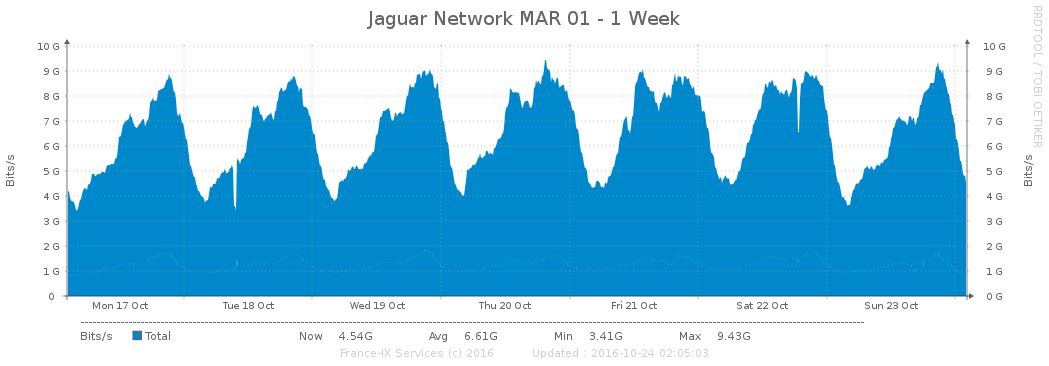 Jaguar Network MAR 01 - 1 Week
RRDTOOL / TOBI OETIKER
Bits/s
10 G
9 G
8 G
7 G
6 G
5 G
4 G
3 G
2 G
1 G
0
10 G
9 G
8 G
7 G
6 G
5 G
4 G
3 G
2 G
1 G
0 G
Bits/s
Mon 17 Oct Tue 18 Oct Wed 19 Oct Thu 20 Oct Fri 21 Oct Sat 22 Oct Sun 23 Oct
Bits/s Total Now 4.54G Avg 6.61G Min 3.41G Max 9.43G
France-IX Services (c) 2016 Updated : 2016-10-24 02:05:03